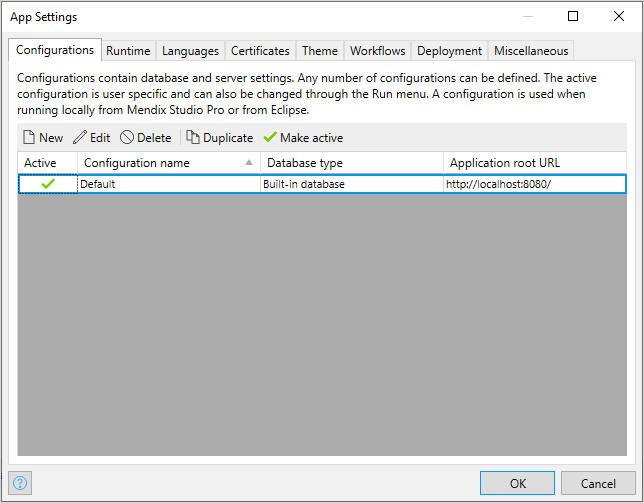 App Settings
Configurations Runtime Languages Certificates Theme Workflows Deployment Miscellaneous
Configurations contain database and server settings. Any number of configurations can be defined. The active
configuration is user specific and can also be changed through the Run menu. A configuration is used when
running locally from Mendix Studio Pro or from Eclipse.
New Edit Delete Duplicate Make active
Active Configuration name Database type Application root URL
Default Built-in database http://localhost:8080/
? OK Cancel